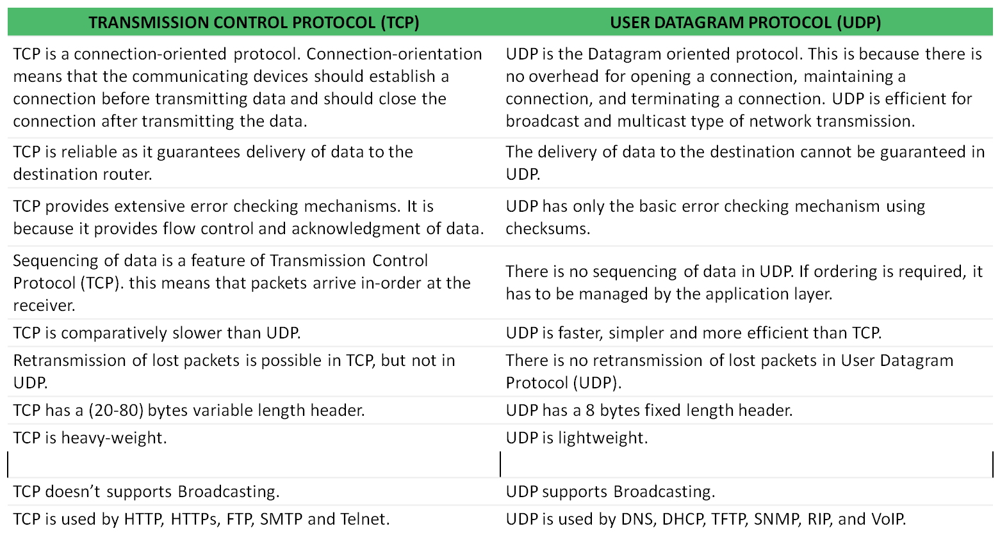 TRANSMISSION CONTROL PROTOCOL (TCP)
USER DATAGRAM PROTOCOL (UDP)
TCP is a connection-oriented protocol. Connection-orientation
means that the communicating devices should establish a
connection before transmitting data and should close the
connection after transmitting the data.
UDP is the Datagram oriented protocol. This is because there is
no overhead for opening a connection, maintaining a
connection, and terminating a connection. UDP is efficient for
broadcast and multicast type of network transmission.
TCP is reliable as it guarantees delivery of data to the
destination router.
The delivery of data to the destination cannot be guaranteed in
UDP.
TCP provides extensive error checking mechanisms. It is
because it provides flow control and acknowledgment of data.
UDP has only the basic error checking mechanism using
checksums.
Sequencing of data is a feature of Transmission Control
Protocol (TCP). this means that packets arrive in-order at the
receiver.
There is no sequencing of data in UDP. If ordering is required, it
has to be managed by the application layer.
TCP is comparatively slower than UDP.
UDP is faster, simpler and more efficient than TCP.
Retransmission of lost packets is possible in TCP, but not in
UDP.
There is no retransmission of lost packets in User Datagram
Protocol (UDP).
TCP has a (20-80) bytes variable length header.
UDP has a 8 bytes fixed length header.
TCP is heavy-weight.
UDP is lightweight.
TCP doesn’t supports Broadcasting.
UDP supports Broadcasting.
TCP is used by HTTP, HTTPs, FTP, SMTP and Telnet.
UDP is used by DNS, DHCP, TFTP, SNMP, RIP, and VoIP.